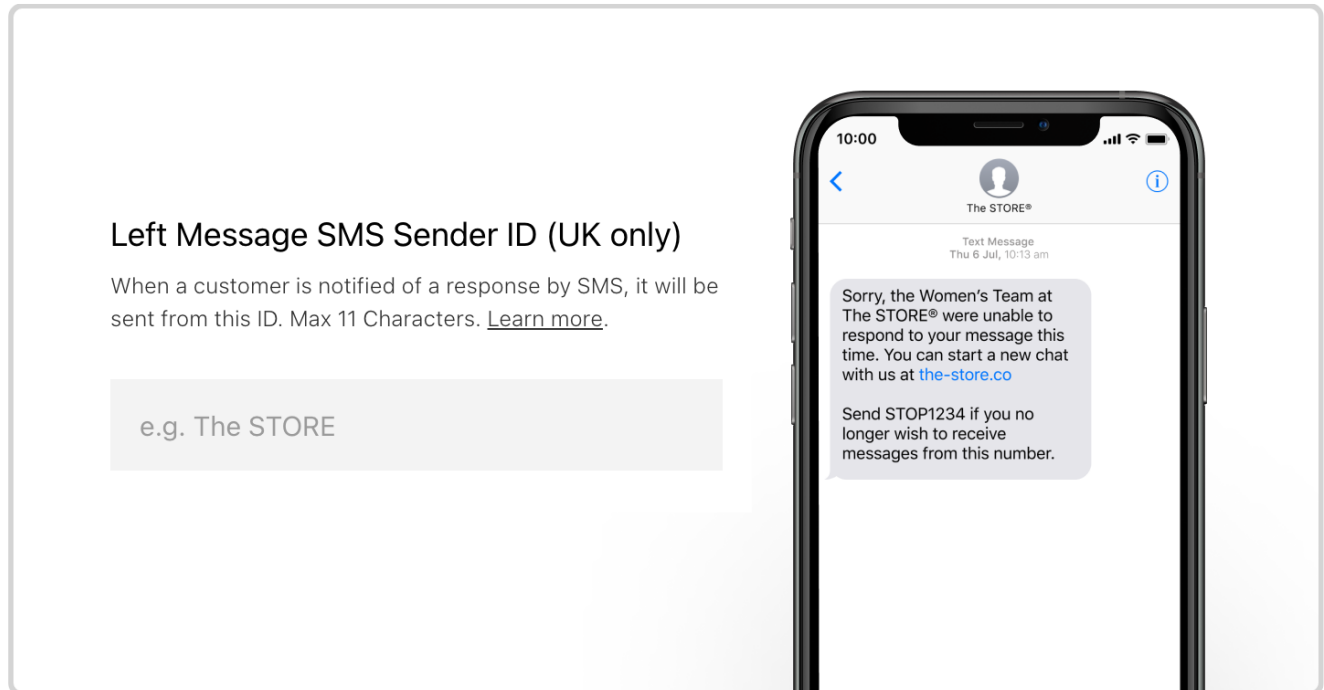 Left Message SMS Sender ID (UK only)
When a customer is notified of a response by SMS, it will be
sent from this ID. Max 11 Characters. Learn more.
e.g. The STORE
10:00
The STORE®
Text Message
Thu 6 Jul, 10:13 am
Sorry, the Women’s Team at
The STORE® were unable to
respond to your message this
time. You can start a new chat
with us at the-store.co
Send STOP1234 if you no
longer wish to receive
messages from this number.